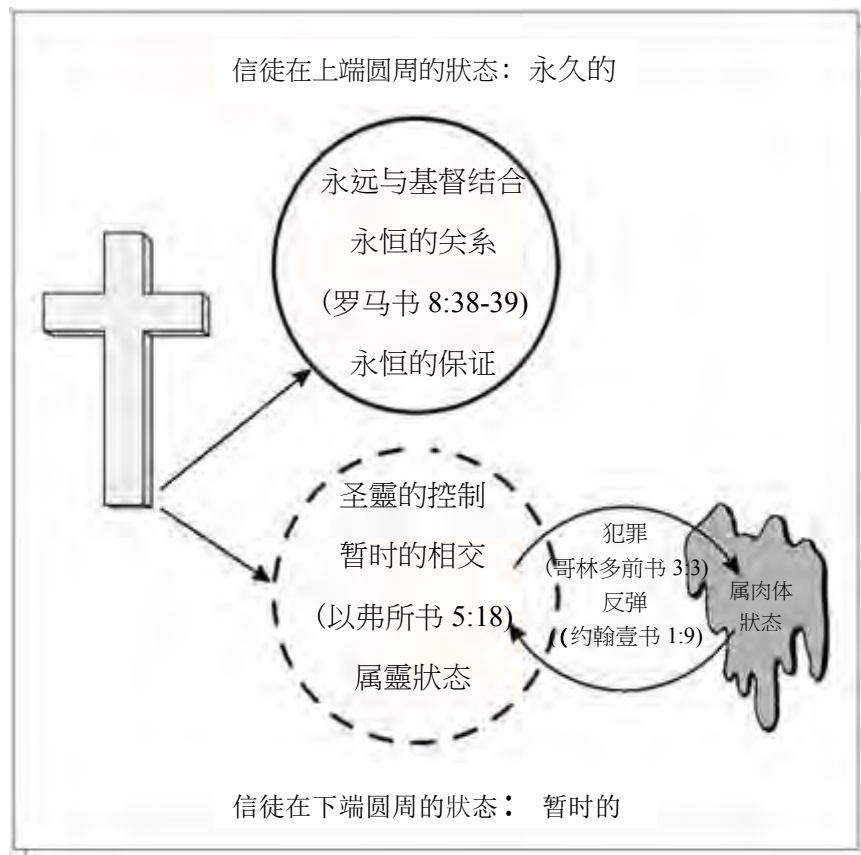 信徒在上端圆周的狀态：永久的
永远与基督结合
永恒的关系
(罗马书 8:38-39)
永恒的保证
圣靈的控制
暂时的相交
(以弗所书 5:18)
属靈狀态
犯罪
(哥林多前书 3:3)
反弹
((约翰壹书 1:9)
属肉体
狀态
信徒在下端圆周的狀态：暂时的